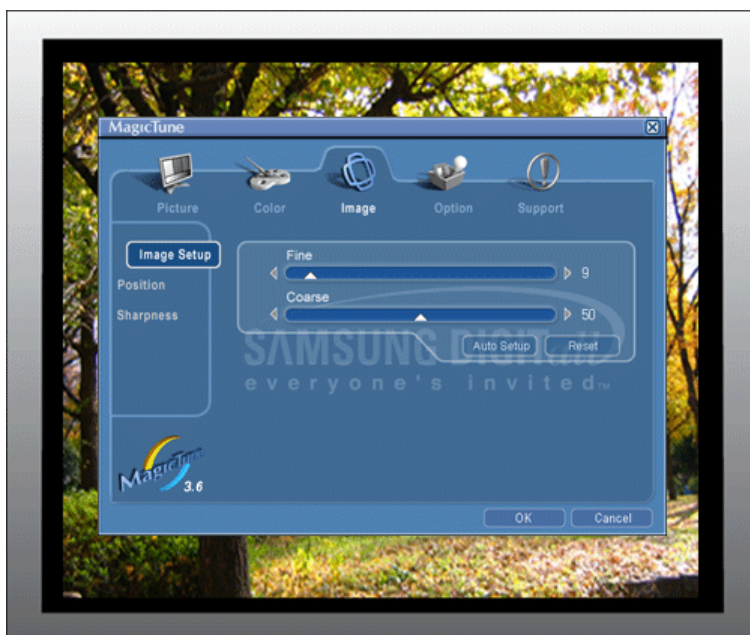 MagicTune
Picture
Color
Image
Option
Support
Image Setup
Position
Sharpness
Fine
9
Coarse
50
Auto Setup
Reset
SAMSUNG DIGITall
everyone's invited™
MagicTune
3.6
OK
Cancel